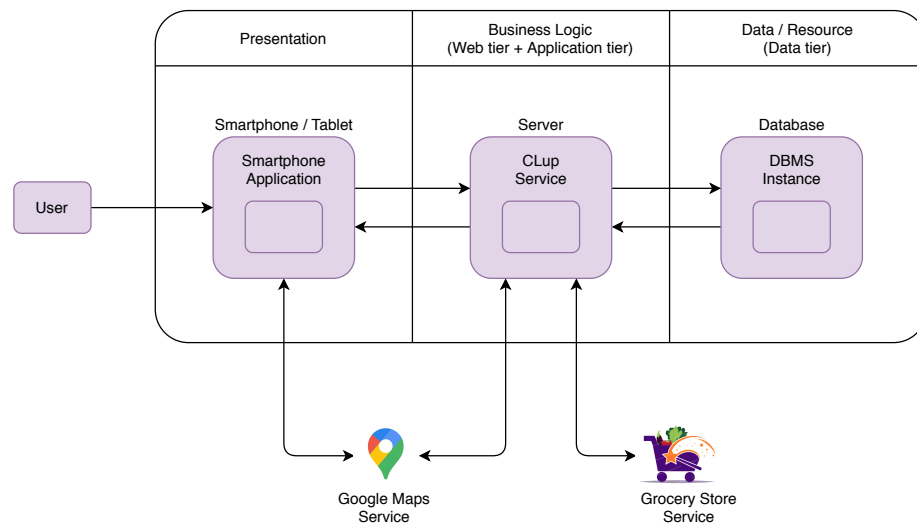 Presentation
Business Logic
(Web tier + Application tier)
Data / Resource
(Data tier)
Smartphone / Tablet
Server
Database
Smartphone
Application
CLup
Service
DBMS
Instance
User
Google Maps
Service
Grocery Store
Service